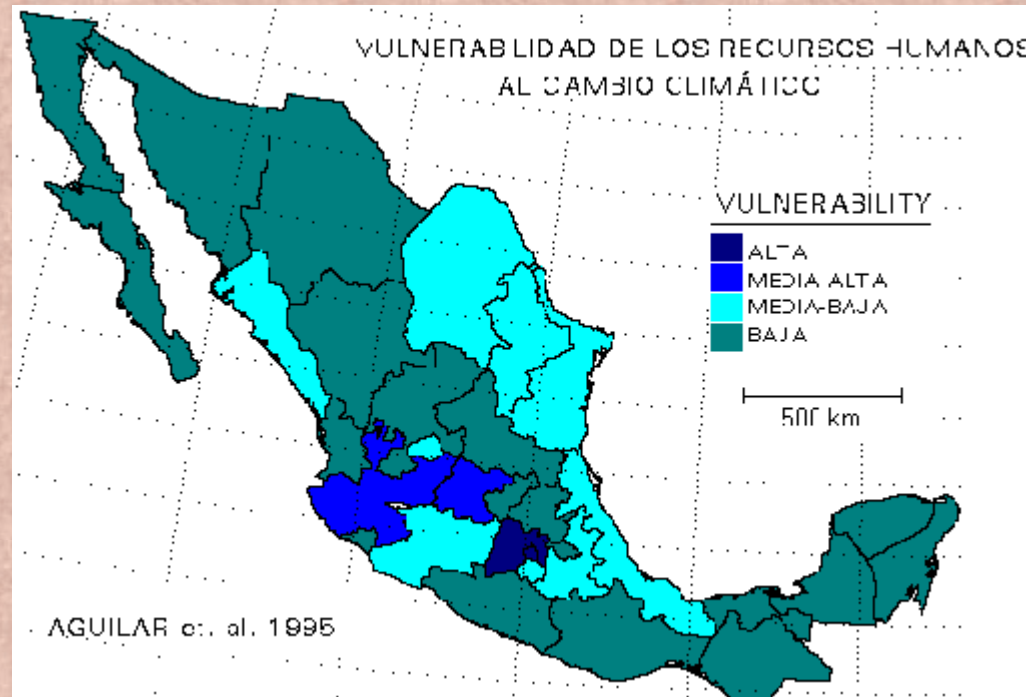 VULNERABILIDAD DE LOS RECURSOS HUMANOS
AL CAMBIO CLIMÁTICO
VULNERABILITY
ALTA
MEDIA ALTA
MEDIA-BAJA
BAJA
500 km
AGUILAR et. al. 1995